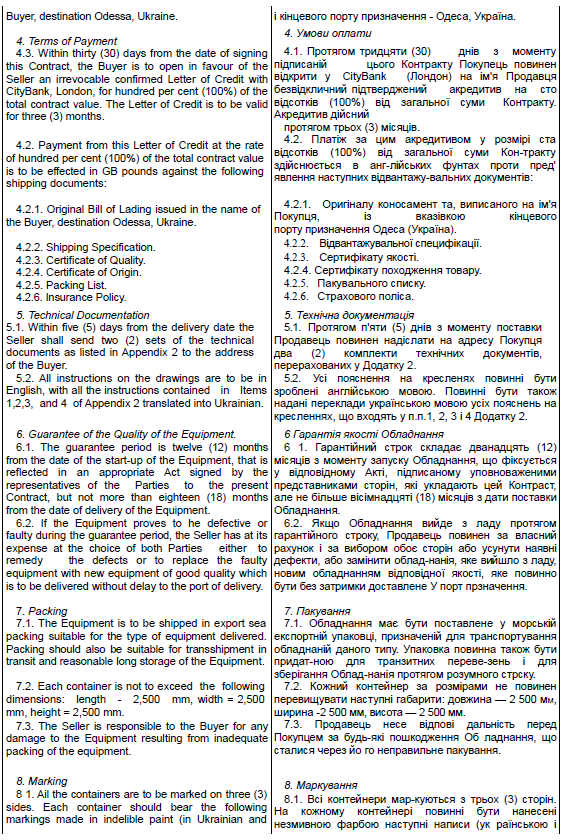 Buyer, destination Odessa, Ukraine.
4. Terms of Payment
4.3. Within thirty (30) days from the date of signing
this Contract, the Buyer is to open in favour of the
Seller an irrevocable confirmed Letter of Credit with
CityBank, London, for hundred per cent (100%) of the
total contract value. The Letter of Credit is to be valid
for three (3) months.
4.2. Payment from this Letter of Credit at the rate
of hundred per cent (100%) of the total contract value
is to be effected in GB pounds against the following
shipping documents:
4.2.1. Original Bill of Lading issued in the name of
the Buyer, destination Odessa, Ukraine.
4.2.2. Shipping Specification.
4.2.3. Certificate of Quality.
4.2.4. Certificate of Origin.
4.2.5. Packing List.
4.2.6. Insurance Policy.
5. Technical Documentation
5.1. Within five (5) days from the delivery date the
Seller shall send two (2) sets of the technical
documents as listed in Appendix 2 to the address
of the Buyer.
5.2. All instructions on the drawings are to be in
English, with all the instructions contained in Items
1,2,3, and 4 of Appendix 2 translated into Ukrainian.
6. Guarantee of the Quality of the Equipment.
6.1. The guarantee period is twelve (12) months
from the date of the start-up of the Equipment, that is
reflected in an appropriate Act signed by the
representatives of the Parties to the present
Contract, but not more than eighteen (18) months
from the date of delivery of the Equipment.
6.2. If the Equipment proves to he defective or
faulty during the guarantee period, the Seller has at its
expense at the choice of both Parties either to
remedy the defects or to replace the faulty
equipment with new equipment of good quality which
is to be delivered without delay to the port of delivery.
7. Packing
7.1. The Equipment is to be shipped in export sea
packing suitable for the type of equipment delivered.
Packing should also be suitable for transshipment in
transit and reasonable long storage of the Equipment.
7.2. Each container is not to exceed the following
dimensions: length - 2,500 mm, width = 2,500
mm, height = 2,500 mm.
7.3. The Seller is responsible to the Buyer for any
damage to the Equipment resulting from inadequate
packing of the equipment.
8. Marking
8 1. Ail the containers are to be marked on three (3)
sides. Each container should bear the following
markings made in indelible paint (in Ukrainian and
і кінцевого порту призначення - Одеса, Україна.
4. Умови оплати
4.1. Протягом тридцяти (30) днів з моменту
підписаній цього Контракту Покупець повинен
відкрити у CityBank (Лондон) на ім'я Продавця
безвідкличний підтверджений акредитив на сто
відсотків (100%) від загальної суми Контракту.
Акредитив дійсний
протягом трьох (3) місяців.
4.2. Платіж за цим акредитивом у розмірі ста
відсотків (100%) від загальної суми Кон-тракту
здійснюється в анг-лійських фунтах проти пред'
явлення наступних відвантажу-вальних документів:
4.2.1. Оригіналу коносамент та, виписаного на ім'я
Покупця, із вказівкою кінцевого
порту призначення Одеса (Україна).
4.2.2. Відвантажувальної специфікації.
4.2.3. Сертифікату якості.
4.2.4. Сертифікату походження товару.
4.2.5. Пакувального списку.
4.2.6. Страхового поліса.
5. Технічна документація
5.1. Протягом п'яти (5) днів з моменту поставки
Продавець повинен надіслати на адресу Покупця
два (2) комплекти технічних документів,
перерахованих у Додатку 2.
5.2. Усі пояснення на кресленях повинні бути
зроблені англійською мовою. Повинні бути також
надані переклади українською мовою усіх пояснень на
кресленнях, що входять у п.п.1, 2, 3 і 4 Додатку 2.
6 Гарантія якості Обладнання
6 1. Гарантійний строк складає дванадцять (12)
місяців з моменту запуску Обладнання, що фіксується
у відповідному Акті, підписаному уповноваженими
представниками сторін, які укладають цей Контраст,
але не більше вісімнадцяті (18) місяців з дати поставки
Обладнання.
6.2. Якщо Обладнання вийде з ладу протягом
гарантійного строку, Продавець повинен за власний
рахунок і за вибором обоє сторін або усунути наявні
дефекти, або замінити облад-нанія, яке вийшло з ладу,
новим обладнанням відповідної якості, яке повинно
бути без затримки доставлене У порт прзначення.
7. Пакування
7.1. Обладнання має бути поставлене у морській
експортній упаковці, призначеній для транспортування
обладнаній даного типу. Упаковка повинна також бути
придат-ною для транзитних переве-зень і для
зберігання Облад-нання протягом розумного стрску.
7.2. Кожний контейнер за розмірами не повинен
перевищувати наступні габарити: довжина — 2 500 мм,
ширина -2 500 мм, висота — 2 500 мм.
7.3. Продавець несе відпові дальність перед
Покупцем за будь-які пошкодження Об ладнання, що
сталися через йо го неправильне пакування.
8. Маркування
8.1. Всі контейнери мар-куються з трьох (3) сторін.
На кожному контейнері повинні бути нанесені
незмивною фарбою наступні написи (ук раїнською і